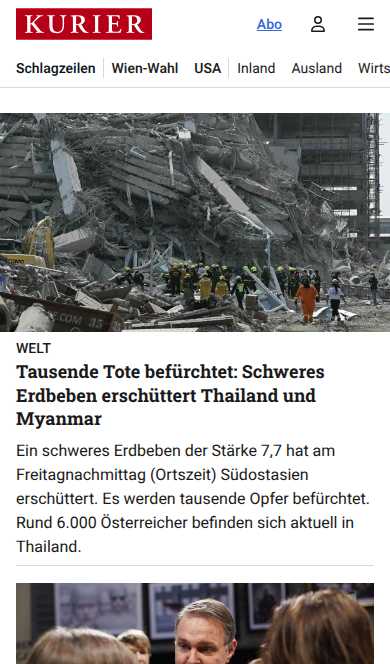 KURIER
Abo
Schlagzeilen
Wien-Wahl
USA
Inland
Ausland
Wirts
WELT
Tausende Tote befürchtet: Schweres
Erdbeben erschüttert Thailand und
Myanmar
Ein schweres Erdbeben der Stärke 7,7 hat am
Freitagnachmittag (Ortszeit) Südostasien
erschüttert. Es werden tausende Opfer befürchtet.
Rund 6.000 Österreicher befinden sich aktuell in
Thailand.